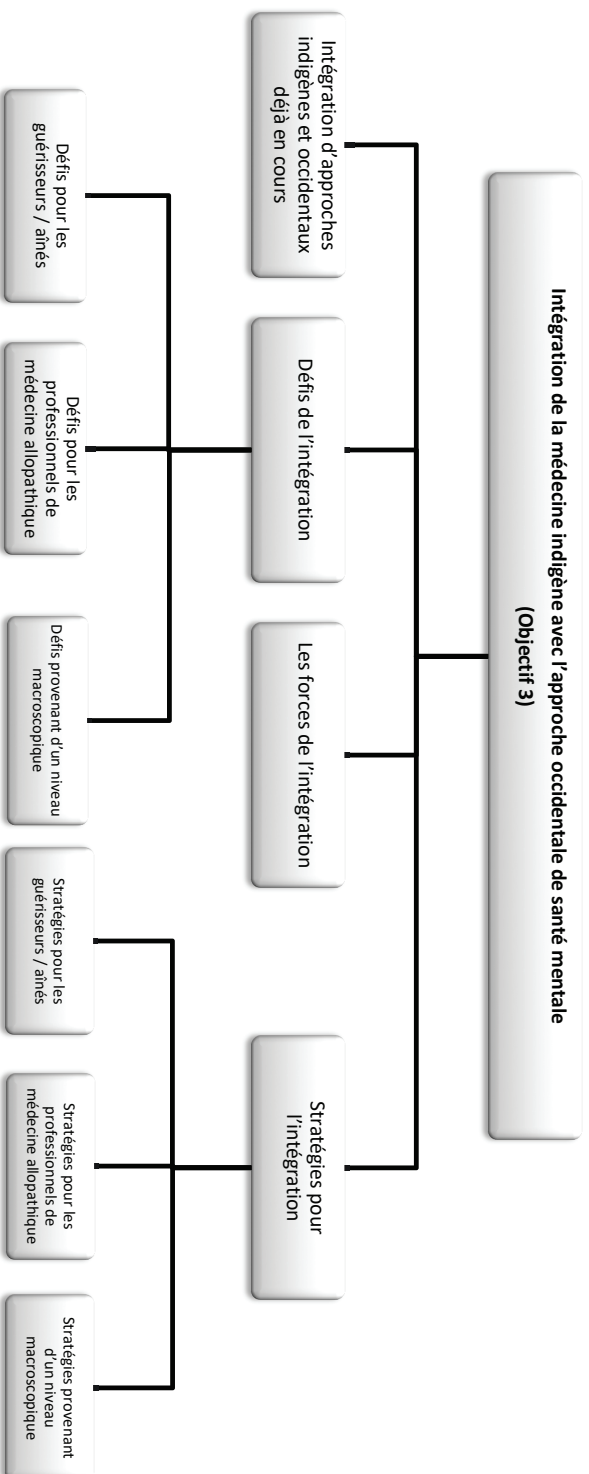 Intégration de la médecine indigène avec l'approche occidentale de santé mentale
(Objectif 3)
Intégration d'approches
indigènes et occidentaux
déjà en cours
Défis de l'intégration
Les forces de l'intégration
Stratégies pour
l'intégration
Défis pour les
guérisseurs / aînés
Défis pour les
professionnels de
médecine allopathique
Défis provenant d'un niveau
macroscopique
Stratégies pour les
guérisseurs / aînés
Stratégies pour les
professionnels de
médecine allopathique
Stratégies provenant
d'un niveau
macroscopique